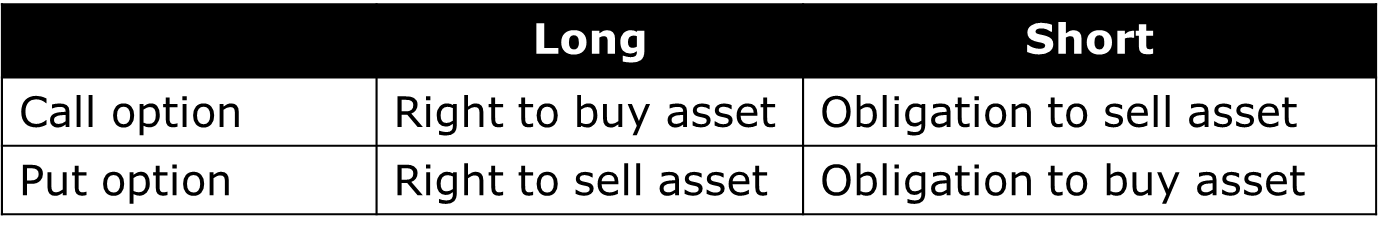 Long Short
Call option Right to buy asset Obligation to sell asset
Put option Right to sell asset Obligation to buy asset